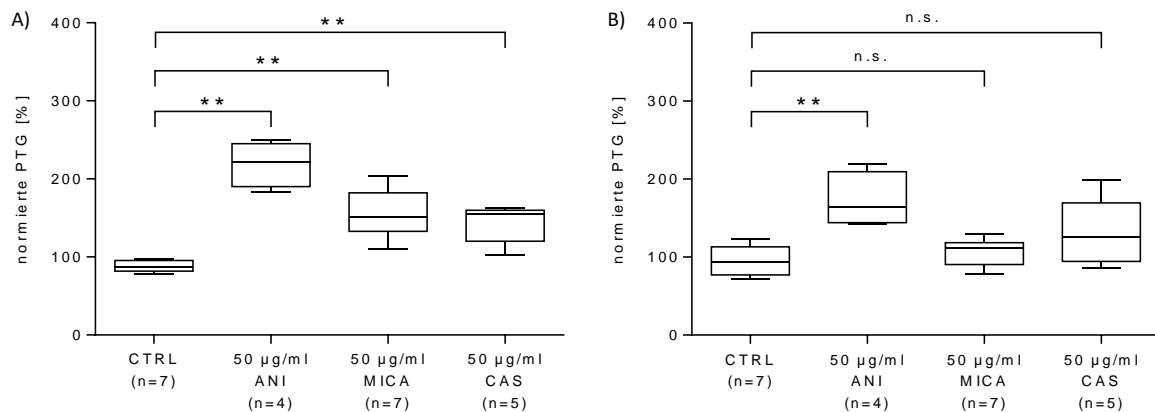 A)
normierte PTG [%]
400
300
200
100
0
**
**
**
CTRL
(n=7)
50 µg/ml
ANI
(n=4)
50 µg/ml
MICA
(n=7)
50 µg/ml
CAS
(n=5)
B)
normierte PTG [%]
400
300
200
100
0
n.s.
n.s.
**
CTRL
(n=7)
50 µg/ml
ANI
(n=4)
50 µg/ml
MICA
(n=7)
50 µg/ml
CAS
(n=5)